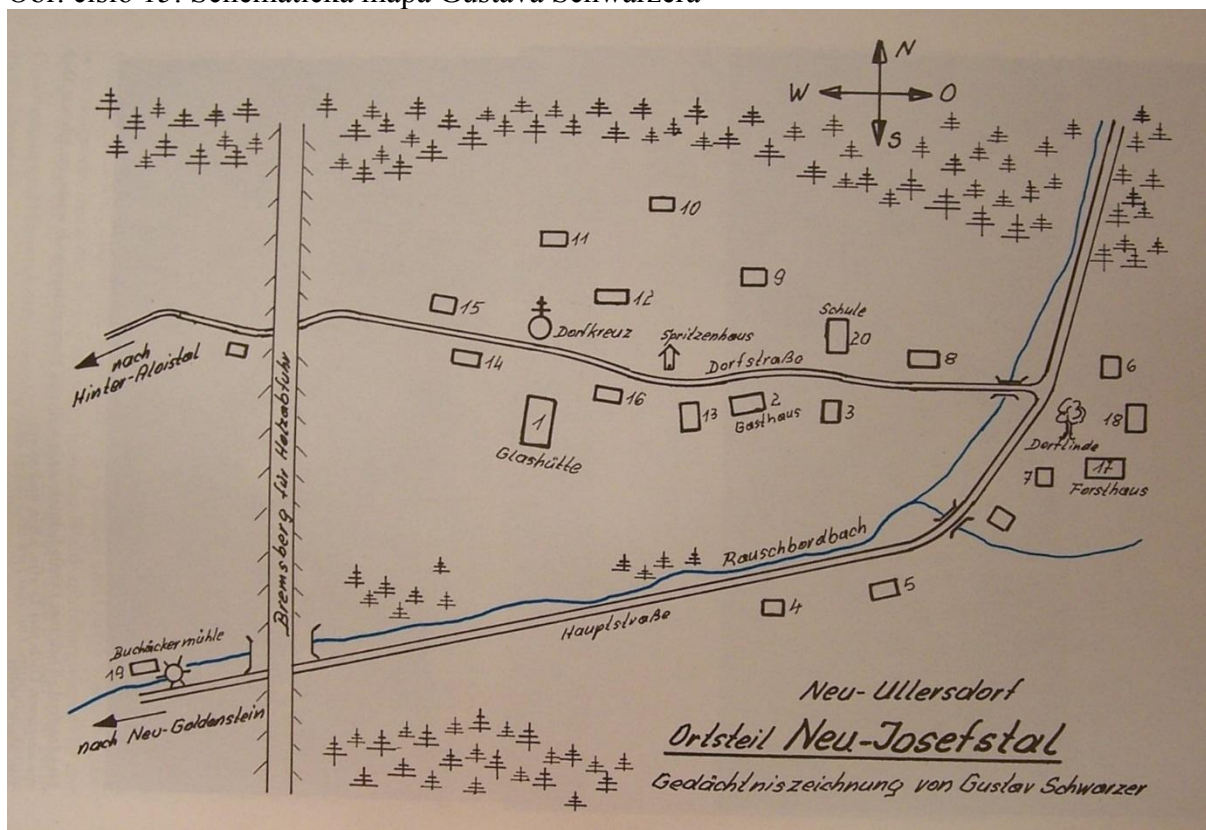 Obr. číslo 15: Schematická mapa Gustava Schwarzera
N
W O
S
10
11
9
12
15
Schule
20
Dorfkreuz
Spritzenhaus
Dorfstraße
8
6
nach
Hinter-Aloistal
14
16
13
2
Gasthaus
3
18
1
Glashütte
Dorflinde
7
17
Forsthaus
Bremsberg für Holzabfuhr
Rauschbordbach
Hauptstraße
4
5
Buchäckermühle
19
nach Neu-Goldenstein
Neu-Ullersdorf
Ortsteil Neu-Josefstal
Gedächtniszeichnung von Gustav Schwarzer